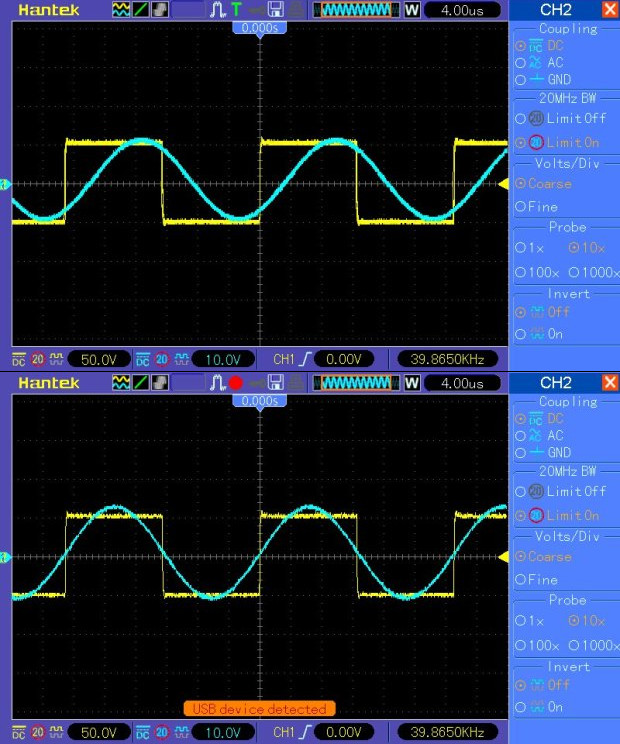 Hantek T W 4.00us CH2
0.000s
Coupling
DC
AC
GND
20MHz BW
20 Limit Off
20 Limit On
Volts/Div
Coarse
Fine
Probe
1x 10x
100x 1000x
Invert
Off
On
DC 20 50.0V DC 20 10.0V CH1 0.00V 39.8650KHz
Hantek W 4.00us CH2
0.000s
Coupling
DC
AC
GND
20MHz BW
20 Limit Off
20 Limit On
Volts/Div
Coarse
Fine
Probe
1x 10x
100x 1000x
Invert
Off
On
USB device detected
DC 20 50.0V DC 20 10.0V CH1 0.00V 39.8650KHz